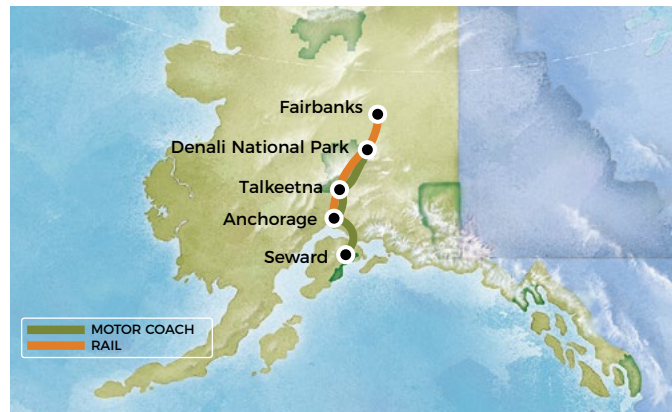 Fairbanks
Denali National Park
Talkeetna
Anchorage
Seward
MOTOR COACH
RAIL